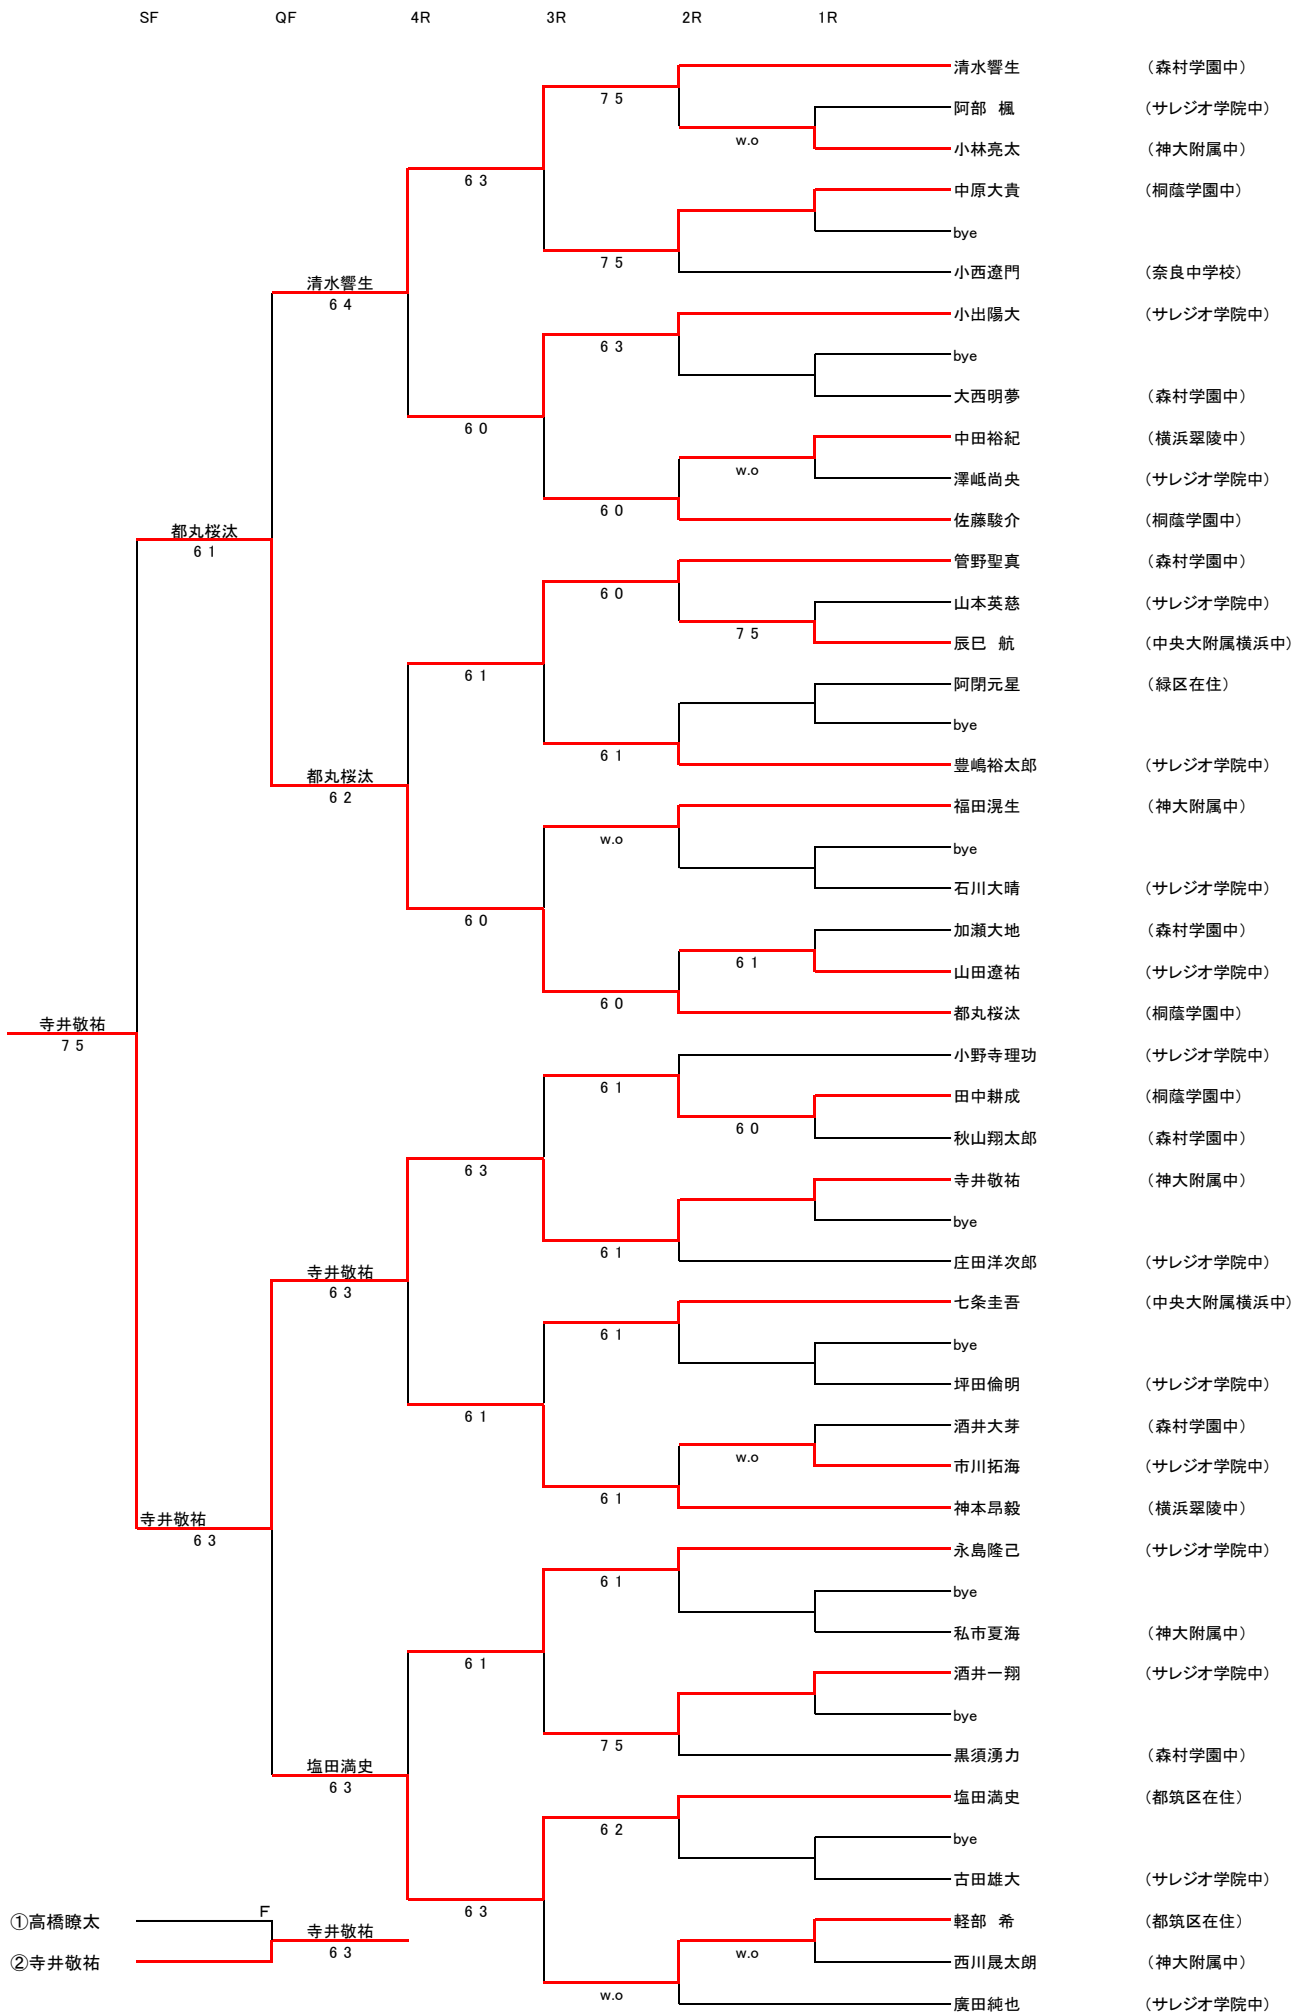 SF QF 4R 3R 2R 1R
清水響生 （森村学園中）
7 5
阿部　楓 （サレジオ学院中）
w.o
小林亮太 （神大附属中）
6 3
中原大貴 （桐蔭学園中）
bye
7 5
小西遼門 （奈良中学校）
清水響生
6 4
小出陽大 （サレジオ学院中）
6 3
bye
大西明夢 （森村学園中）
6 0
中田裕紀 （横浜翠陵中）
w.o
澤岻尚央 （サレジオ学院中）
6 0
佐藤駿介 （桐蔭学園中）
都丸桜汰
6 1
管野聖真 （森村学園中）
6 0
山本英慈 （サレジオ学院中）
7 5
辰巳　航 （中央大附属横浜中）
6 1
阿閉元星 （緑区在住）
bye
6 1
豊嶋裕太郎 （サレジオ学院中）
都丸桜汰
6 2
福田滉生 （神大附属中）
w.o
bye
石川大晴 （サレジオ学院中）
6 0
加瀬大地 （森村学園中）
6 1
山田遼祐 （サレジオ学院中）
6 0
都丸桜汰 （桐蔭学園中）
寺井敬祐
7 5
小野寺理功 （サレジオ学院中）
6 1
田中耕成 （桐蔭学園中）
6 0
秋山翔太郎 （森村学園中）
6 3
寺井敬祐 （神大附属中）
bye
6 1
庄田洋次郎 （サレジオ学院中）
寺井敬祐
6 3
七条圭吾 （中央大附属横浜中）
6 1
bye
坪田倫明 （サレジオ学院中）
6 1
酒井大芽 （森村学園中）
w.o
市川拓海 （サレジオ学院中）
6 1
神本昂毅 （横浜翠陵中）
寺井敬祐
6 3
永島隆己 （サレジオ学院中）
6 1
bye
私市夏海 （神大附属中）
6 1
酒井一翔 （サレジオ学院中）
bye
7 5
黒須湧力 （森村学園中）
塩田満史
6 3
塩田満史 （都筑区在住）
6 2
bye
古田雄大 （サレジオ学院中）
6 3
F
①高橋瞭太
軽部　希 （都筑区在住）
寺井敬祐
6 3
w.o
②寺井敬祐
西川晟太朗 （神大附属中）
w.o
廣田純也 （サレジオ学院中）